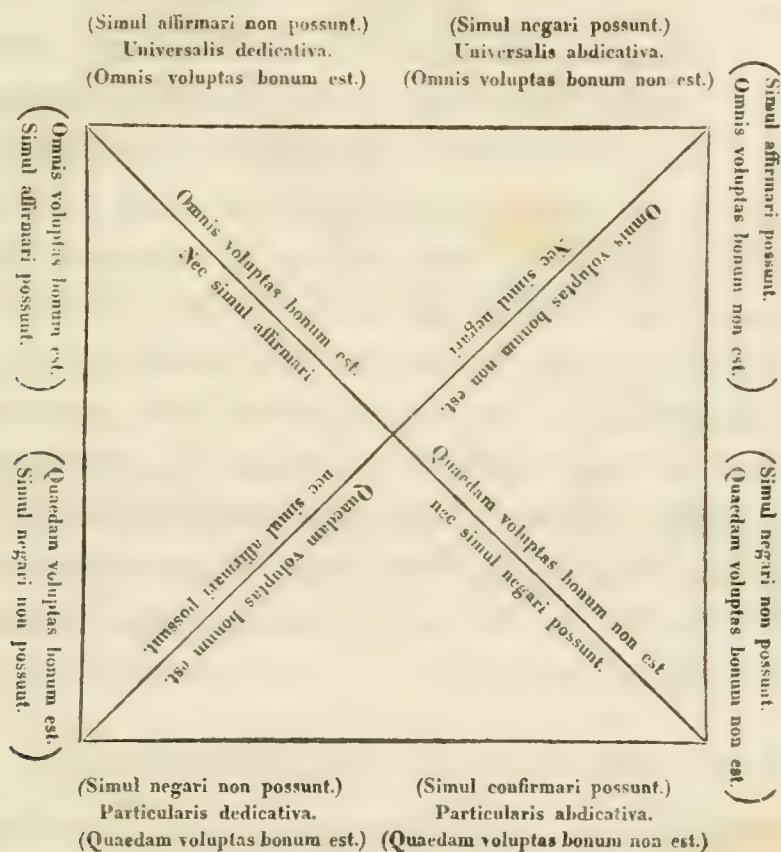 (Simul affirmari non possunt.)
Universalis dedicativa.
(Omnis voluptas bonum est.)
(Simul negari possunt.)
Universalis abdicativa.
(Omnis voluptas bonum non est.)
(Omnis voluptas bonum est.)
(Simul affirmari possunt.)
(Quaedam voluptas bonum est.)
(Simul negari non possunt.)
Omnis voluptas bonum est.
Nec simul affirmari
Nec simul negari
Omnis voluptas bonum non est.
nec simul affirmari possunt.
Quaedam voluptas bonum est.
Quaedam voluptas bonum non est
nec simul negari possunt.
(Simul affirmari possunt.
Omnis voluptas bonum non est.)
(Simul negari non possunt.
Quaedam voluptas bonum non est.)
(Simul negari non possunt.)
Particularis dedicativa.
(Quaedam voluptas bonum est.)
(Simul confirmari possunt.)
Particularis abdicativa.
(Quaedam voluptas bonum non est.)